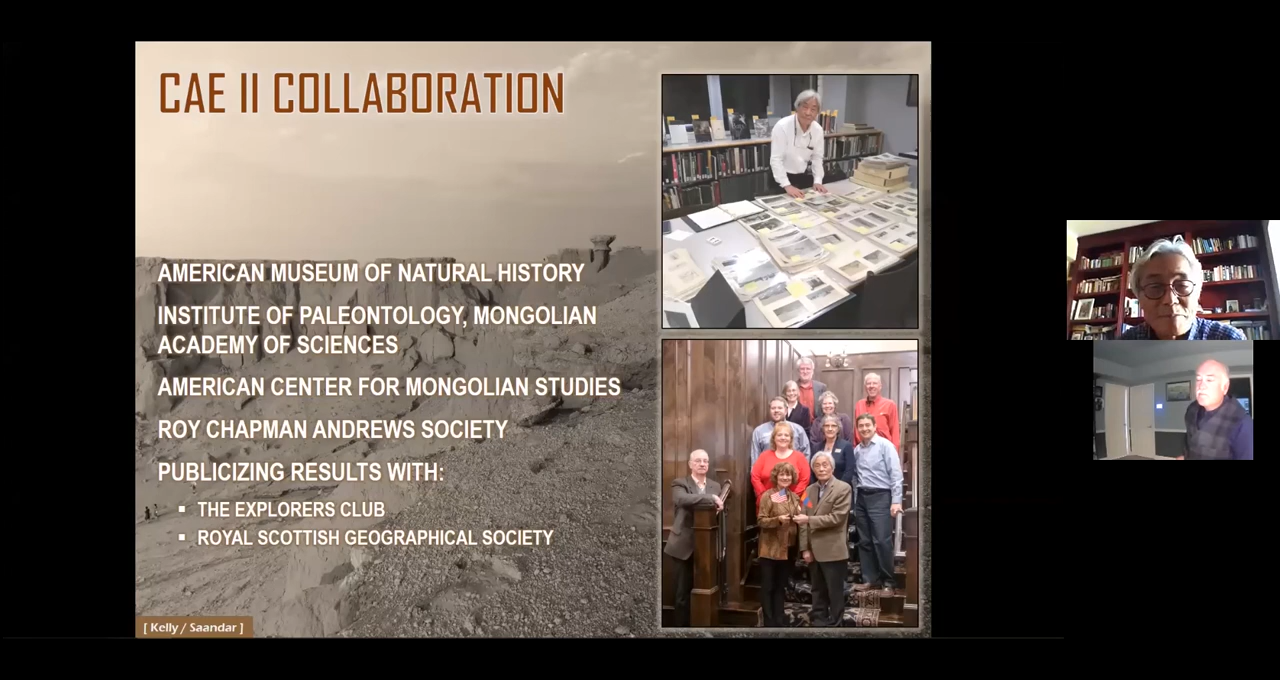 CAE II COLLABORATION
AMERICAN MUSEUM OF NATURAL HISTORY
INSTITUTE OF PALEONTOLOGY, MONGOLIAN
ACADEMY OF SCIENCES
AMERICAN CENTER FOR MONGOLIAN STUDIES
ROY CHAPMAN ANDREWS SOCIETY
PUBLICIZING RESULTS WITH:
▪ THE EXPLORERS CLUB
▪ ROYAL SCOTTISH GEOGRAPHICAL SOCIETY
[ Kelly / Saandar ]